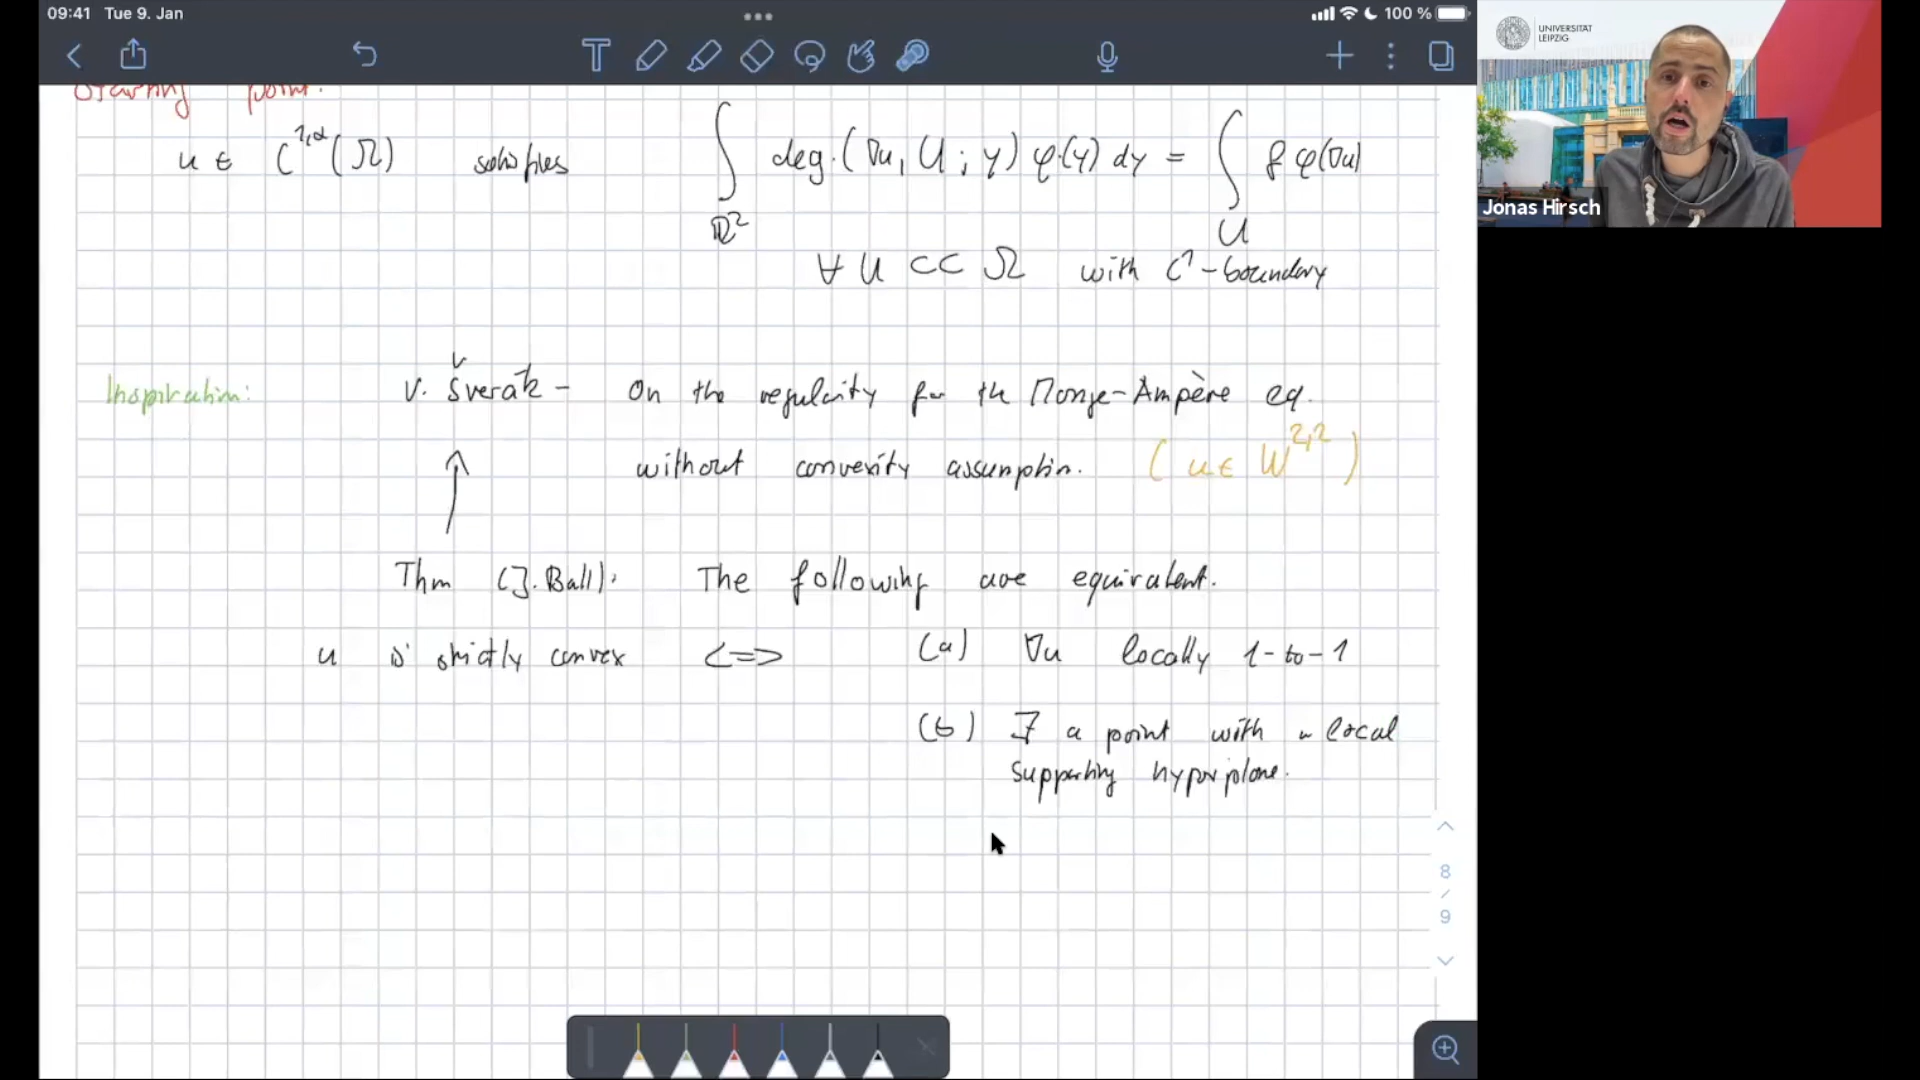 09:41 Tue 9. Jan
100 %
UNIVERSITÄT
LEIPZIG
Jonas Hirsch
Starting point:
u ∈ C^{1,α}(Ω) satisfies ∫_{ℝ²} deg.(∇u, U; y) φ(y) dy = ∫_U f φ(∇u)
∀ U ⊂⊂ Ω with C¹-boundary
Inspiration: V. Šverák – On the regularity for the Monge-Ampère eq.
without convexity assumption. (u ∈ W^{2,2})
Thm (J. Ball): The following are equivalent.
u is strictly convex <=> (a) ∇u locally 1-to-1
(b) ∃ a point with a local
supporting hyperplane.
8
/
9